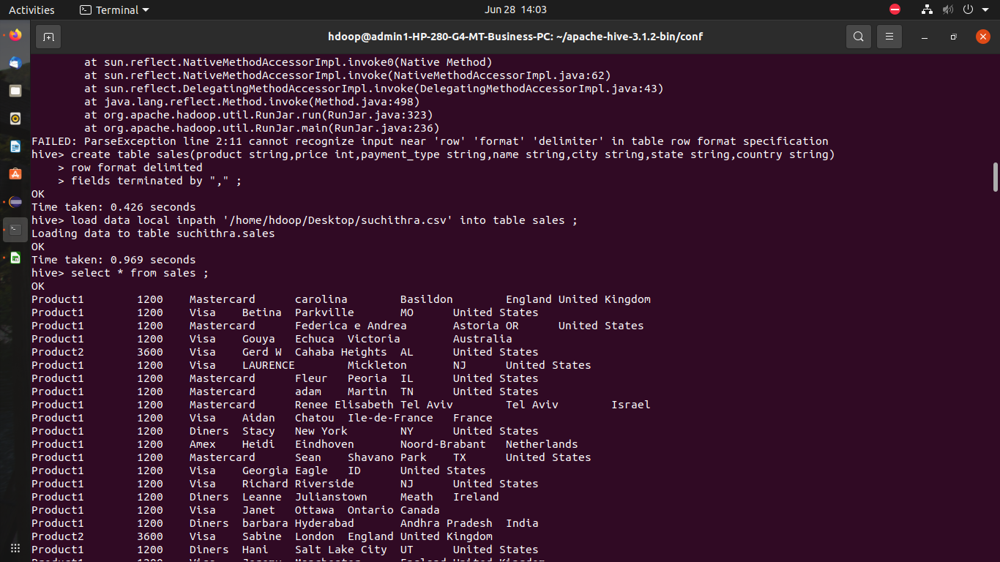 Activities Terminal Jun 28 14:03
hdoop@admin1-HP-280-G4-MT-Business-PC: ~/apache-hive-3.1.2-bin/conf
at sun.reflect.NativeMethodAccessorImpl.invoke0(Native Method)
at sun.reflect.NativeMethodAccessorImpl.invoke(NativeMethodAccessorImpl.java:62)
at sun.reflect.DelegatingMethodAccessorImpl.invoke(DelegatingMethodAccessorImpl.java:43)
at java.lang.reflect.Method.invoke(Method.java:498)
at org.apache.hadoop.util.RunJar.run(RunJar.java:323)
at org.apache.hadoop.util.RunJar.main(RunJar.java:236)
FAILED: ParseException line 2:11 cannot recognize input near 'row' 'format' 'delimiter' in table row format specification
hive> create table sales(product string,price int,payment_type string,name string,city string,state string,country string)
> row format delimited
> fields terminated by "," ;
OK
Time taken: 0.426 seconds
hive> load data local inpath '/home/hdoop/Desktop/suchithra.csv' into table sales ;
Loading data to table suchithra.sales
OK
Time taken: 0.969 seconds
hive> select * from sales ;
OK
Product1 1200 Mastercard carolina Basildon England United Kingdom
Product1 1200 Visa Betina Parkville MO United States
Product1 1200 Mastercard Federica e Andrea Astoria OR United States
Product1 1200 Visa Gouya Echuca Victoria Australia
Product2 3600 Visa Gerd W Cahaba Heights AL United States
Product1 1200 Visa LAURENCE Mickleton NJ United States
Product1 1200 Mastercard Fleur Peoria IL United States
Product1 1200 Mastercard adam Martin TN United States
Product1 1200 Mastercard Renee Elisabeth Tel Aviv Tel Aviv Israel
Product1 1200 Visa Aidan Chatou Ile-de-France France
Product1 1200 Diners Stacy New York NY United States
Product1 1200 Amex Heidi Eindhoven Noord-Brabant Netherlands
Product1 1200 Mastercard Sean Shavano Park TX United States
Product1 1200 Visa Georgia Eagle ID United States
Product1 1200 Visa Richard Riverside NJ United States
Product1 1200 Diners Leanne Julianstown Meath Ireland
Product1 1200 Visa Janet Ottawa Ontario Canada
Product1 1200 Diners barbara Hyderabad Andhra Pradesh India
Product2 3600 Visa Sabine London England United Kingdom
Product1 1200 Diners Hani Salt Lake City UT United States
Product1 1200 Visa Jeremy Manchester England United Kingdom